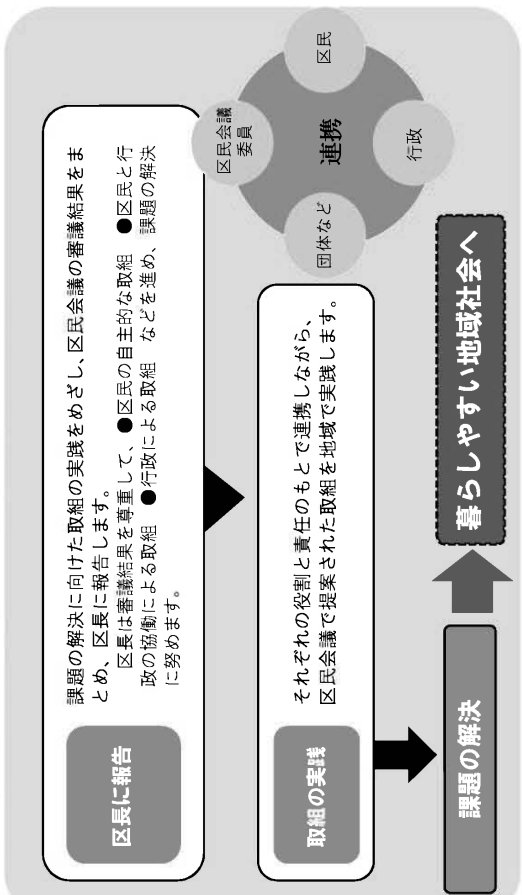 区長に報告
課題の解決に向けた取組の実践をめざし、区民会議の審議結果をま
とめ、区長に報告します。
区長は審議結果を尊重して、●区民の自主的な取組　●区民と行
政の協働による取組　●行政による取組　などを進め、課題の解決
に努めます。
取組の実践
それぞれの役割と責任のもとで連携しながら、
区民会議で提案された取組を地域で実践します。
区民会議
委員
区民
連携
団体など
行政
課題の解決
暮らしやすい地域社会へ